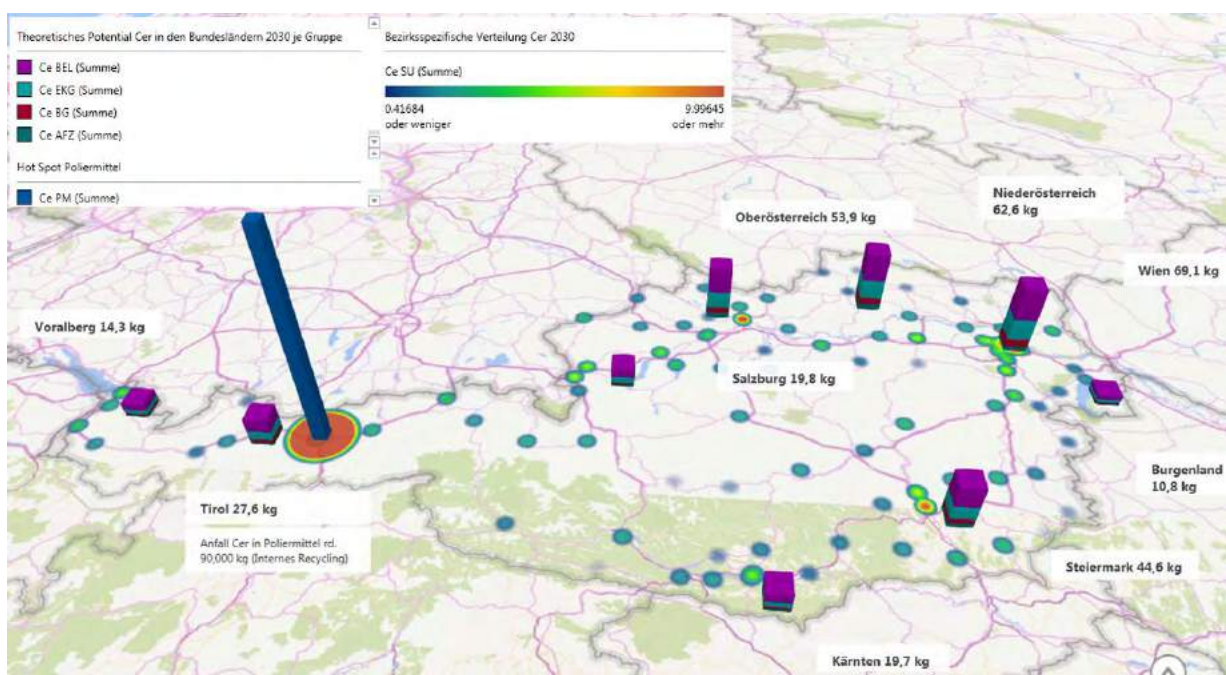 Theoretisches Potential Cer in den Bundesländern 2030 je Gruppe
Ce BEL (Summe)
Ce EKG (Summe)
Ce BG (Summe)
Ce AFZ (Summe)
Hot Spot Poliermittel
Ce PM (Summe)
Bezirksspezifische Verteilung Cer 2030
Ce SU (Summe)
0.41684
oder weniger
9.99645
oder mehr
Niederösterreich
62,6 kg
Oberösterreich 53,9 kg
Wien 69,1 kg
Voralberg 14,3 kg
Salzburg 19,8 kg
Burgenland
10,8 kg
Tirol 27,6 kg
Anfall Cer in Poliermittel rd.
90,000 kg (Internes Recycling)
Steiermark 44,6 kg
Kärnten 19,7 kg